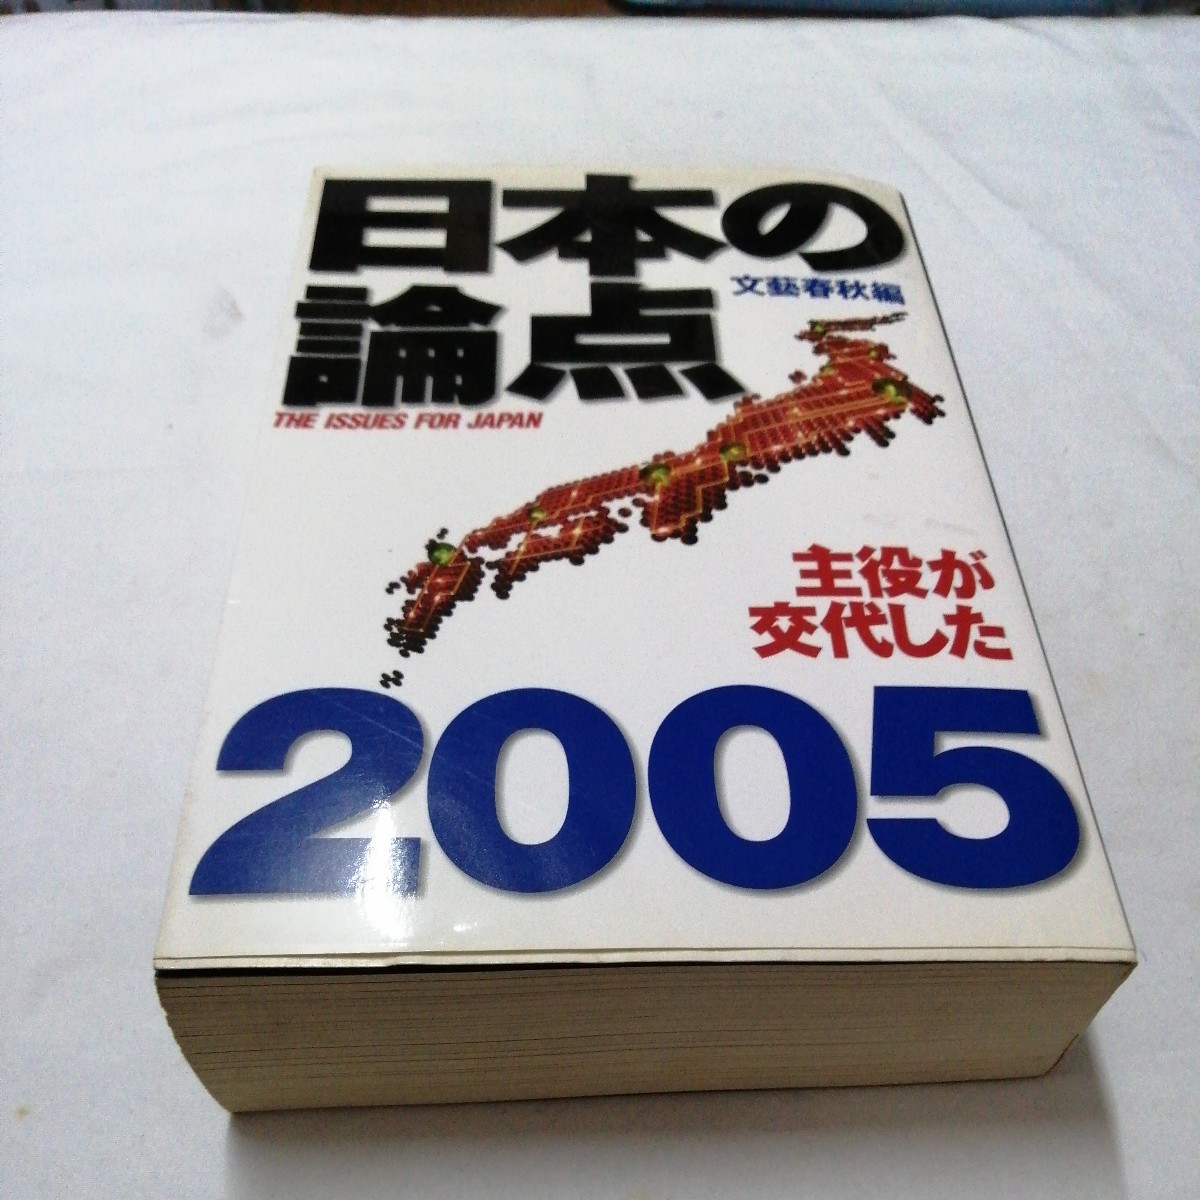 日本の
論点
文藝春秋編
THE ISSUES FOR JAPAN
主役が
交代した
2005